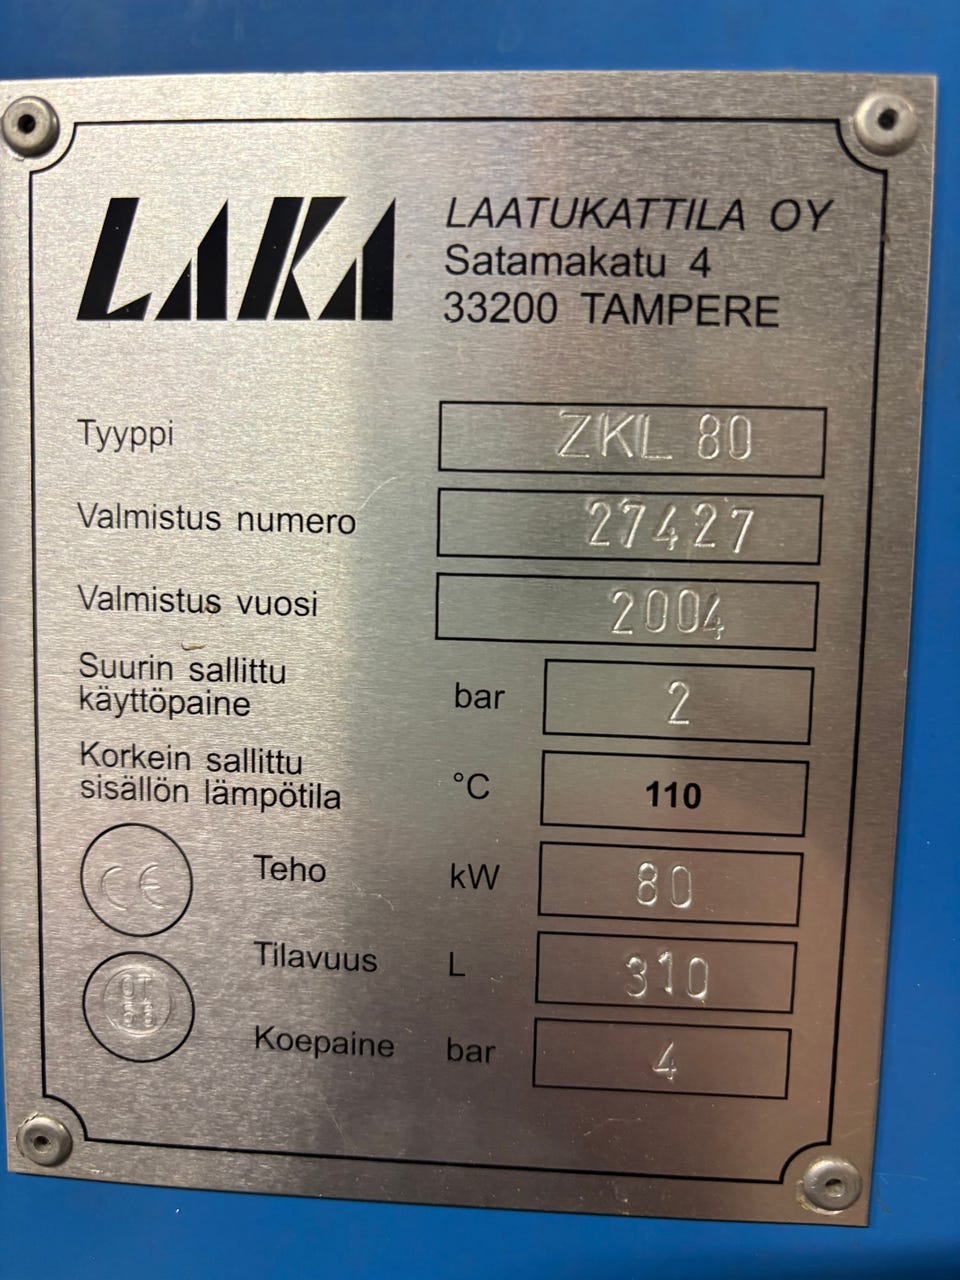 LAKA
LAATUKATTILA OY
Satamakatu 4
33200 TAMPERE
Tyyppi ZKL 80
Valmistus numero 27427
Valmistus vuosi 2004
Suurin sallittu
käyttöpaine bar 2
Korkein sallittu
sisällön lämpötila °C 110
Teho kW 80
CE
Tilavuus L 310
OT
Koepaine bar 4